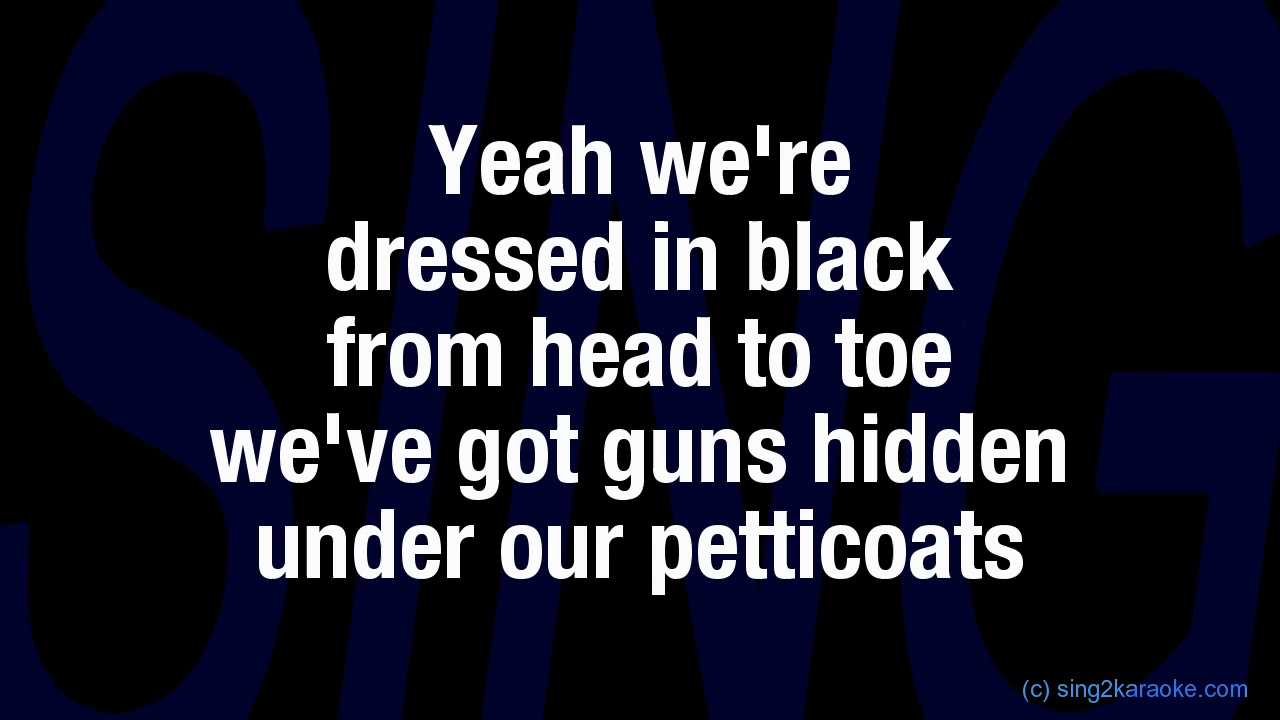 SING
Yeah we're
dressed in black
from head to toe
we've got guns hidden
under our petticoats
(c) sing2karaoke.com